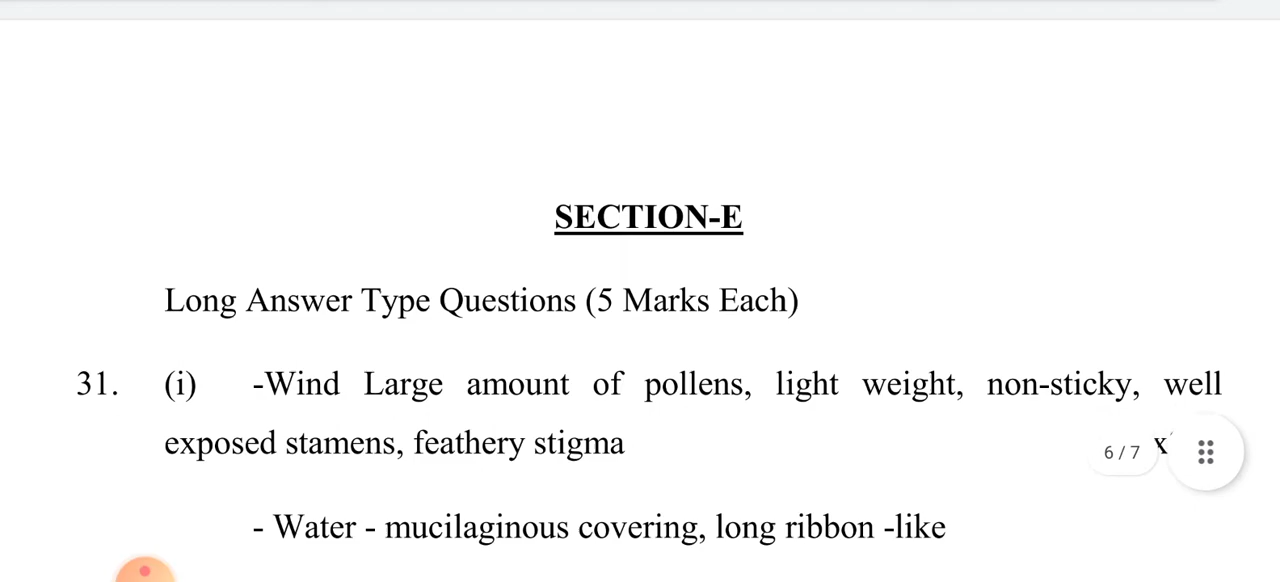 SECTION-E
Long Answer Type Questions (5 Marks Each)
31. (i) -Wind Large amount of pollens, light weight, non-sticky, well
exposed stamens, feathery stigma x
6 / 7
- Water - mucilaginous covering, long ribbon -like